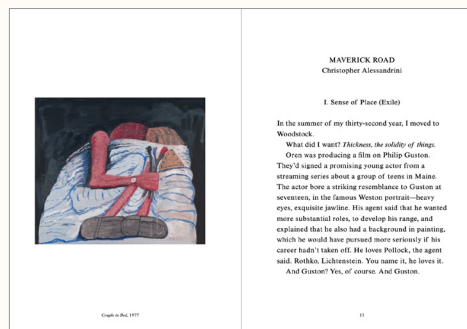 Couple in Bed, 1977
MAVERICK ROAD
Christopher Alessandrini
I. Sense of Place (Exile)
In the summer of my thirty-second year, I moved to
Woodstock.
What did I want? Thickness, the solidity of things.
Oren was producing a film on Philip Guston.
They'd signed a promising young actor from a
streaming series about a group of teens in Maine.
The actor bore a striking resemblance to Guston at
seventeen, in the famous Weston portrait—heavy
eyes, exquisite jawline. His agent said that he wanted
more substantial roles, to develop his range, and
explained that he also had a background in painting,
which he would have pursued more seriously if his
career hadn't taken off. He loves Pollock, the agent
said. Rothko, Lichtenstein. You name it, he loves it.
And Guston? Yes, of course. And Guston.
11